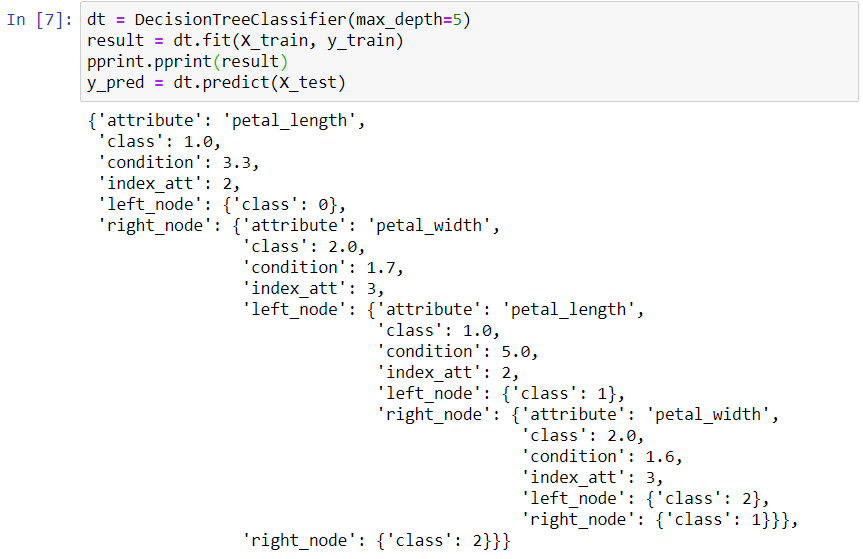 In [7]: dt = DecisionTreeClassifier(max_depth=5)
result = dt.fit(X_train, y_train)
pprint.pprint(result)
y_pred = dt.predict(X_test)
{'attribute': 'petal_length',
'class': 1.0,
'condition': 3.3,
'index_att': 2,
'left_node': {'class': 0},
'right_node': {'attribute': 'petal_width',
'class': 2.0,
'condition': 1.7,
'index_att': 3,
'left_node': {'attribute': 'petal_length',
'class': 1.0,
'condition': 5.0,
'index_att': 2,
'left_node': {'class': 1},
'right_node': {'attribute': 'petal_width',
'class': 2.0,
'condition': 1.6,
'index_att': 3,
'left_node': {'class': 2},
'right_node': {'class': 1}}},
'right_node': {'class': 2}}}